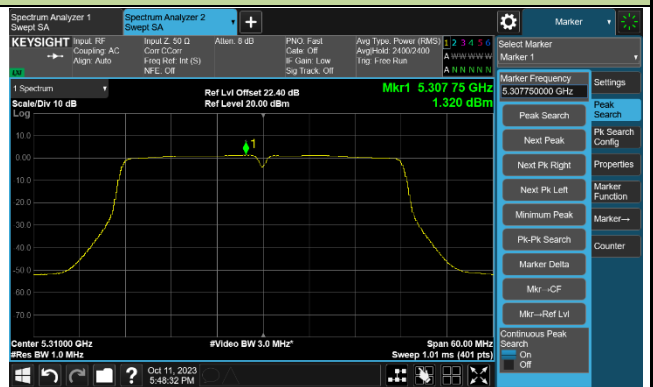 Spectrum Analyzer 1
Swept SA
Spectrum Analyzer 2
Swept SA
+
Marker
KEYSIGHT
Input: RF
Coupling: AC
Align: Auto
Input Z: 50 Ω
Corr CCorr
Freq Ref: Int (S)
NFE: Off
Atten: 8 dB
PNO: Fast
Gate: Off
IF Gain: Low
Sig Track: Off
Avg Type: Power (RMS)
Avg|Hold: 2400/2400
Trig: Free Run
1 2 3 4 5 6
A W W W W W
A N N N N N
LXI
Select Marker
Marker 1
1 Spectrum
Scale/Div 10 dB
Log
Ref Lvl Offset 22.40 dB
Ref Level 20.00 dBm
Mkr1 5.307 75 GHz
1.320 dBm
10.0
0.00
10.0
20.0
30.0
40.0
-50.0
60.0
70.0
1
Center 5.31000 GHz
#Res BW 1.0 MHz
#Video BW 3.0 MHz*
Span 60.00 MHz
Sweep 1.01 ms (401 pts)
Marker Frequency
5.307750000 GHz
Peak Search
Next Peak
Next Pk Right
Next Pk Left
Minimum Peak
Pk-Pk Search
Marker Delta
Mkr→CF
Mkr→Ref Lvl
Continuous Peak
Search
On
Off
Settings
Peak
Search
Pk Search
Config
Properties
Marker
Function
Marker→
Counter
?
Oct 11, 2023
5:48:32 PM